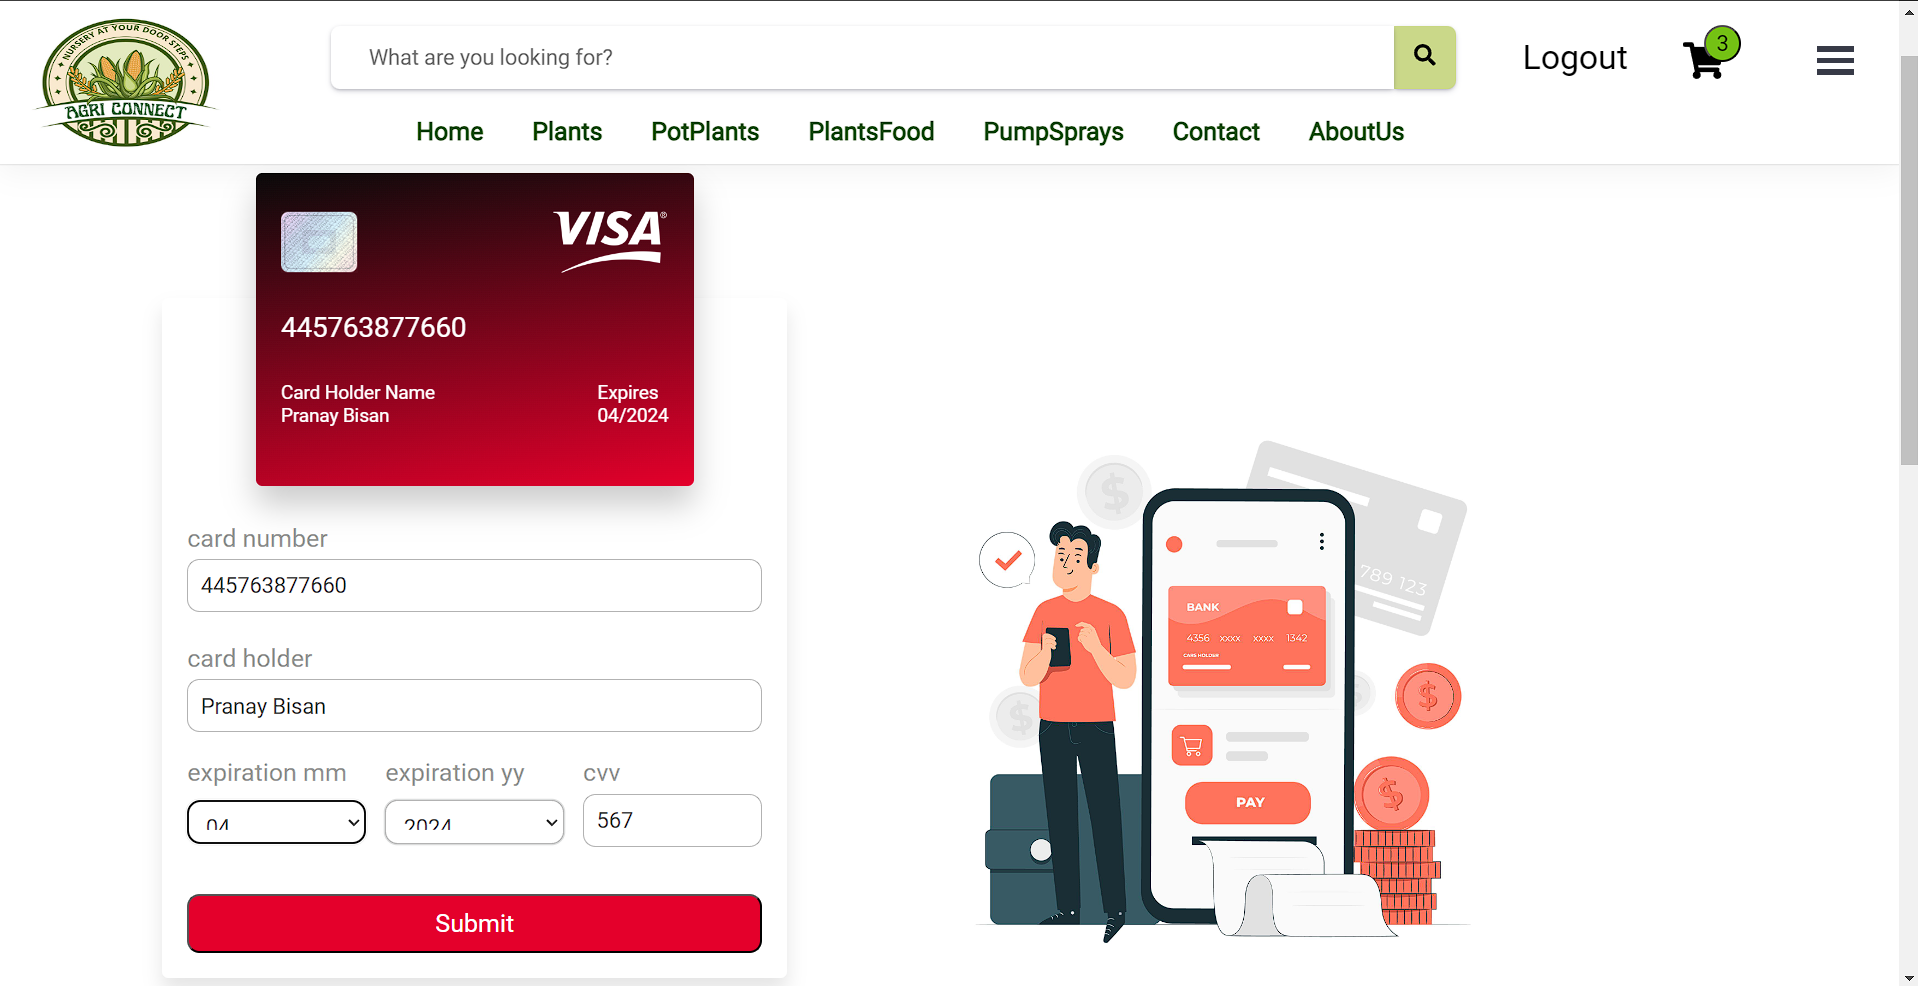 NURSERY AT YOUR DOOR STEPS
AGRI CONNECT
What are you looking for?
Logout
3
Home Plants PotPlants PlantsFood PumpSprays Contact AboutUs
VISA®
445763877660
Card Holder Name Expires
Pranay Bisan 04/2024
card number
445763877660
card holder
Pranay Bisan
expiration mm expiration yy cvv
04 2024 567
Submit
789 123
BANK
4356 xxxx xxxx 1342
PAY